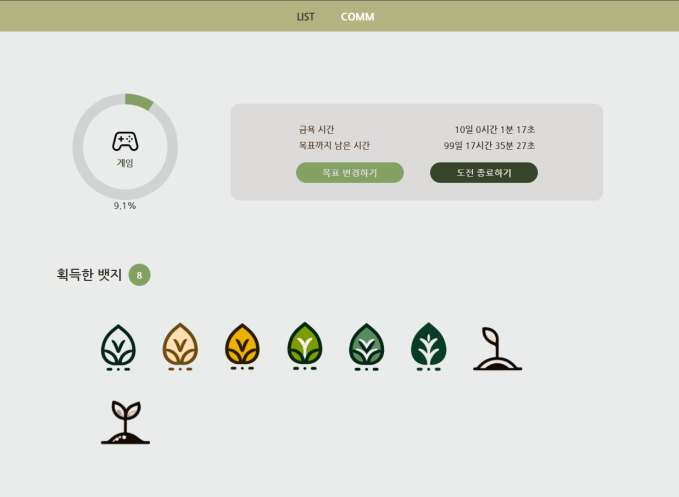 LIST COMM
게임
9.1%
금욕 시간 10일 0시간 1분 17초
목표까지 남은 시간 99일 17시간 35분 27초
목표 변경하기 도전 종료하기
획득한 뱃지 8